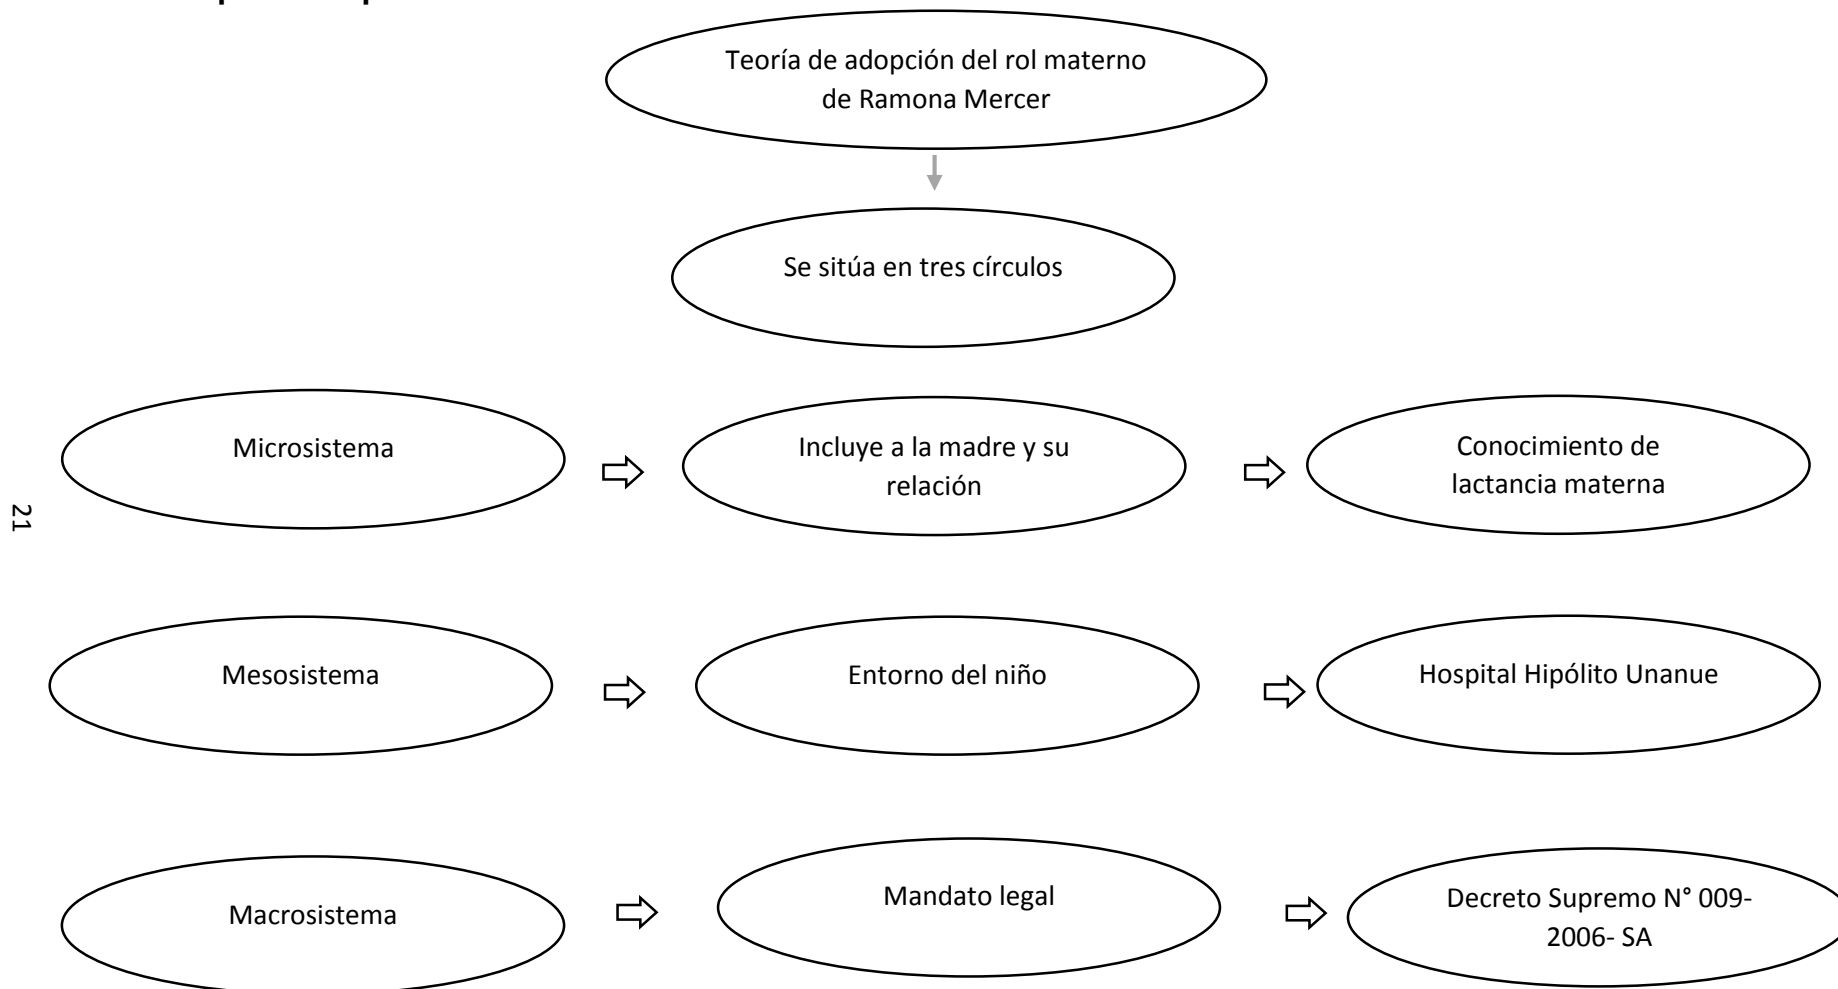 Teoría de adopción del rol materno
de Ramona Mercer
Se sitúa en tres círculos
Microsistema
Incluye a la madre y su
relación
Conocimiento de
lactancia materna
21
Mesosistema
Entorno del niño
Hospital Hipólito Unanue
Macrosistema
Mandato legal
Decreto Supremo N° 009-
2006- SA